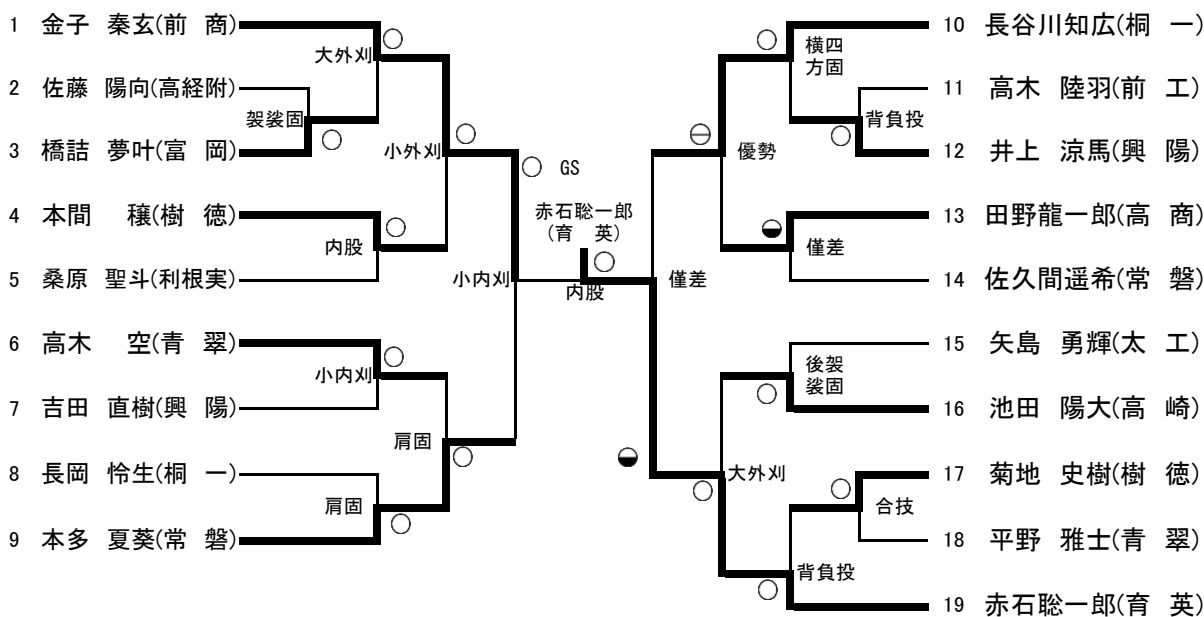 1 金子 秦玄(前 商)
2 佐藤 陽向(高経附)
3 橋詰 夢叶(富 岡)
4 本間 穣(樹 徳)
5 桑原 聖斗(利根実)
6 高木 空(青 翠)
7 吉田 直樹(興 陽)
8 長岡 怜生(桐 一)
9 本多 夏葵(常 磐)
大外刈
袈裟固
小外刈
内股
小内刈
小内刈
肩固
肩固
GS
赤石聡一郎
(育 英)
内股
横四
方固
背負投
優勢
僅差
僅差
後袈
裟固
大外刈
合技
背負投
10 長谷川知広(桐 一)
11 高木 陸羽(前 工)
12 井上 涼馬(興 陽)
13 田野龍一郎(高 商)
14 佐久間遥希(常 磐)
15 矢島 勇輝(太 工)
16 池田 陽大(高 崎)
17 菊地 史樹(樹 徳)
18 平野 雅士(青 翠)
19 赤石聡一郎(育 英)